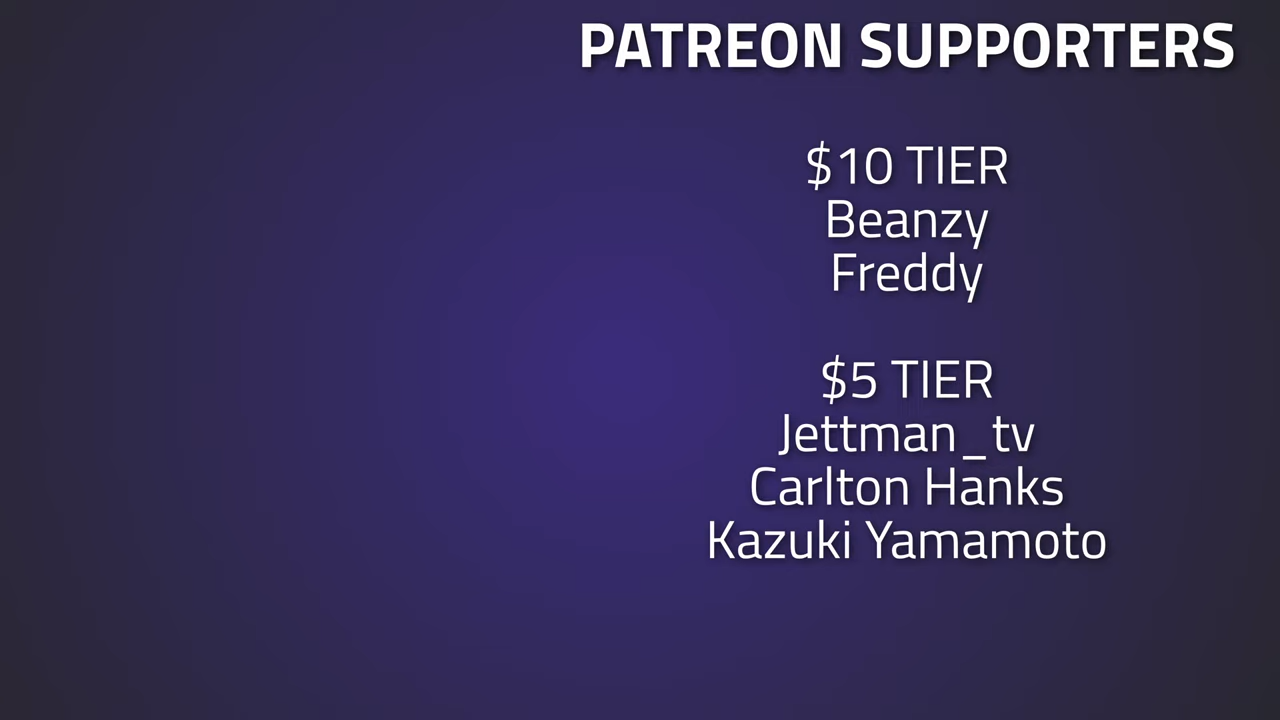 PATREON SUPPORTERS
$10 TIER
Beanzy
Freddy
$5 TIER
Jettman_tv
Carlton Hanks
Kazuki Yamamoto